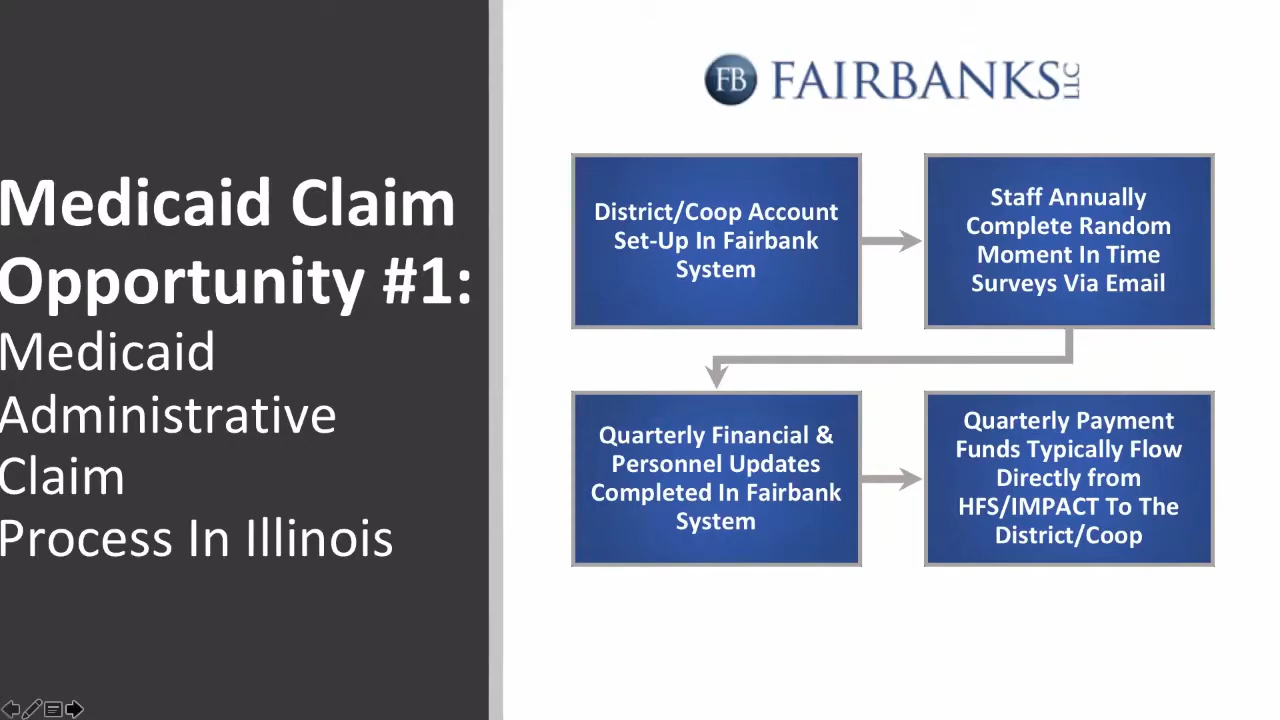 Medicaid Claim
Opportunity #1:
Medicaid
Administrative
Claim
Process In Illinois
FB FAIRBANKS LLC
District/Coop Account
Set-Up In Fairbank
System
Staff Annually
Complete Random
Moment In Time
Surveys Via Email
Quarterly Financial &
Personnel Updates
Completed In Fairbank
System
Quarterly Payment
Funds Typically Flow
Directly from
HFS/IMPACT To The
District/Coop